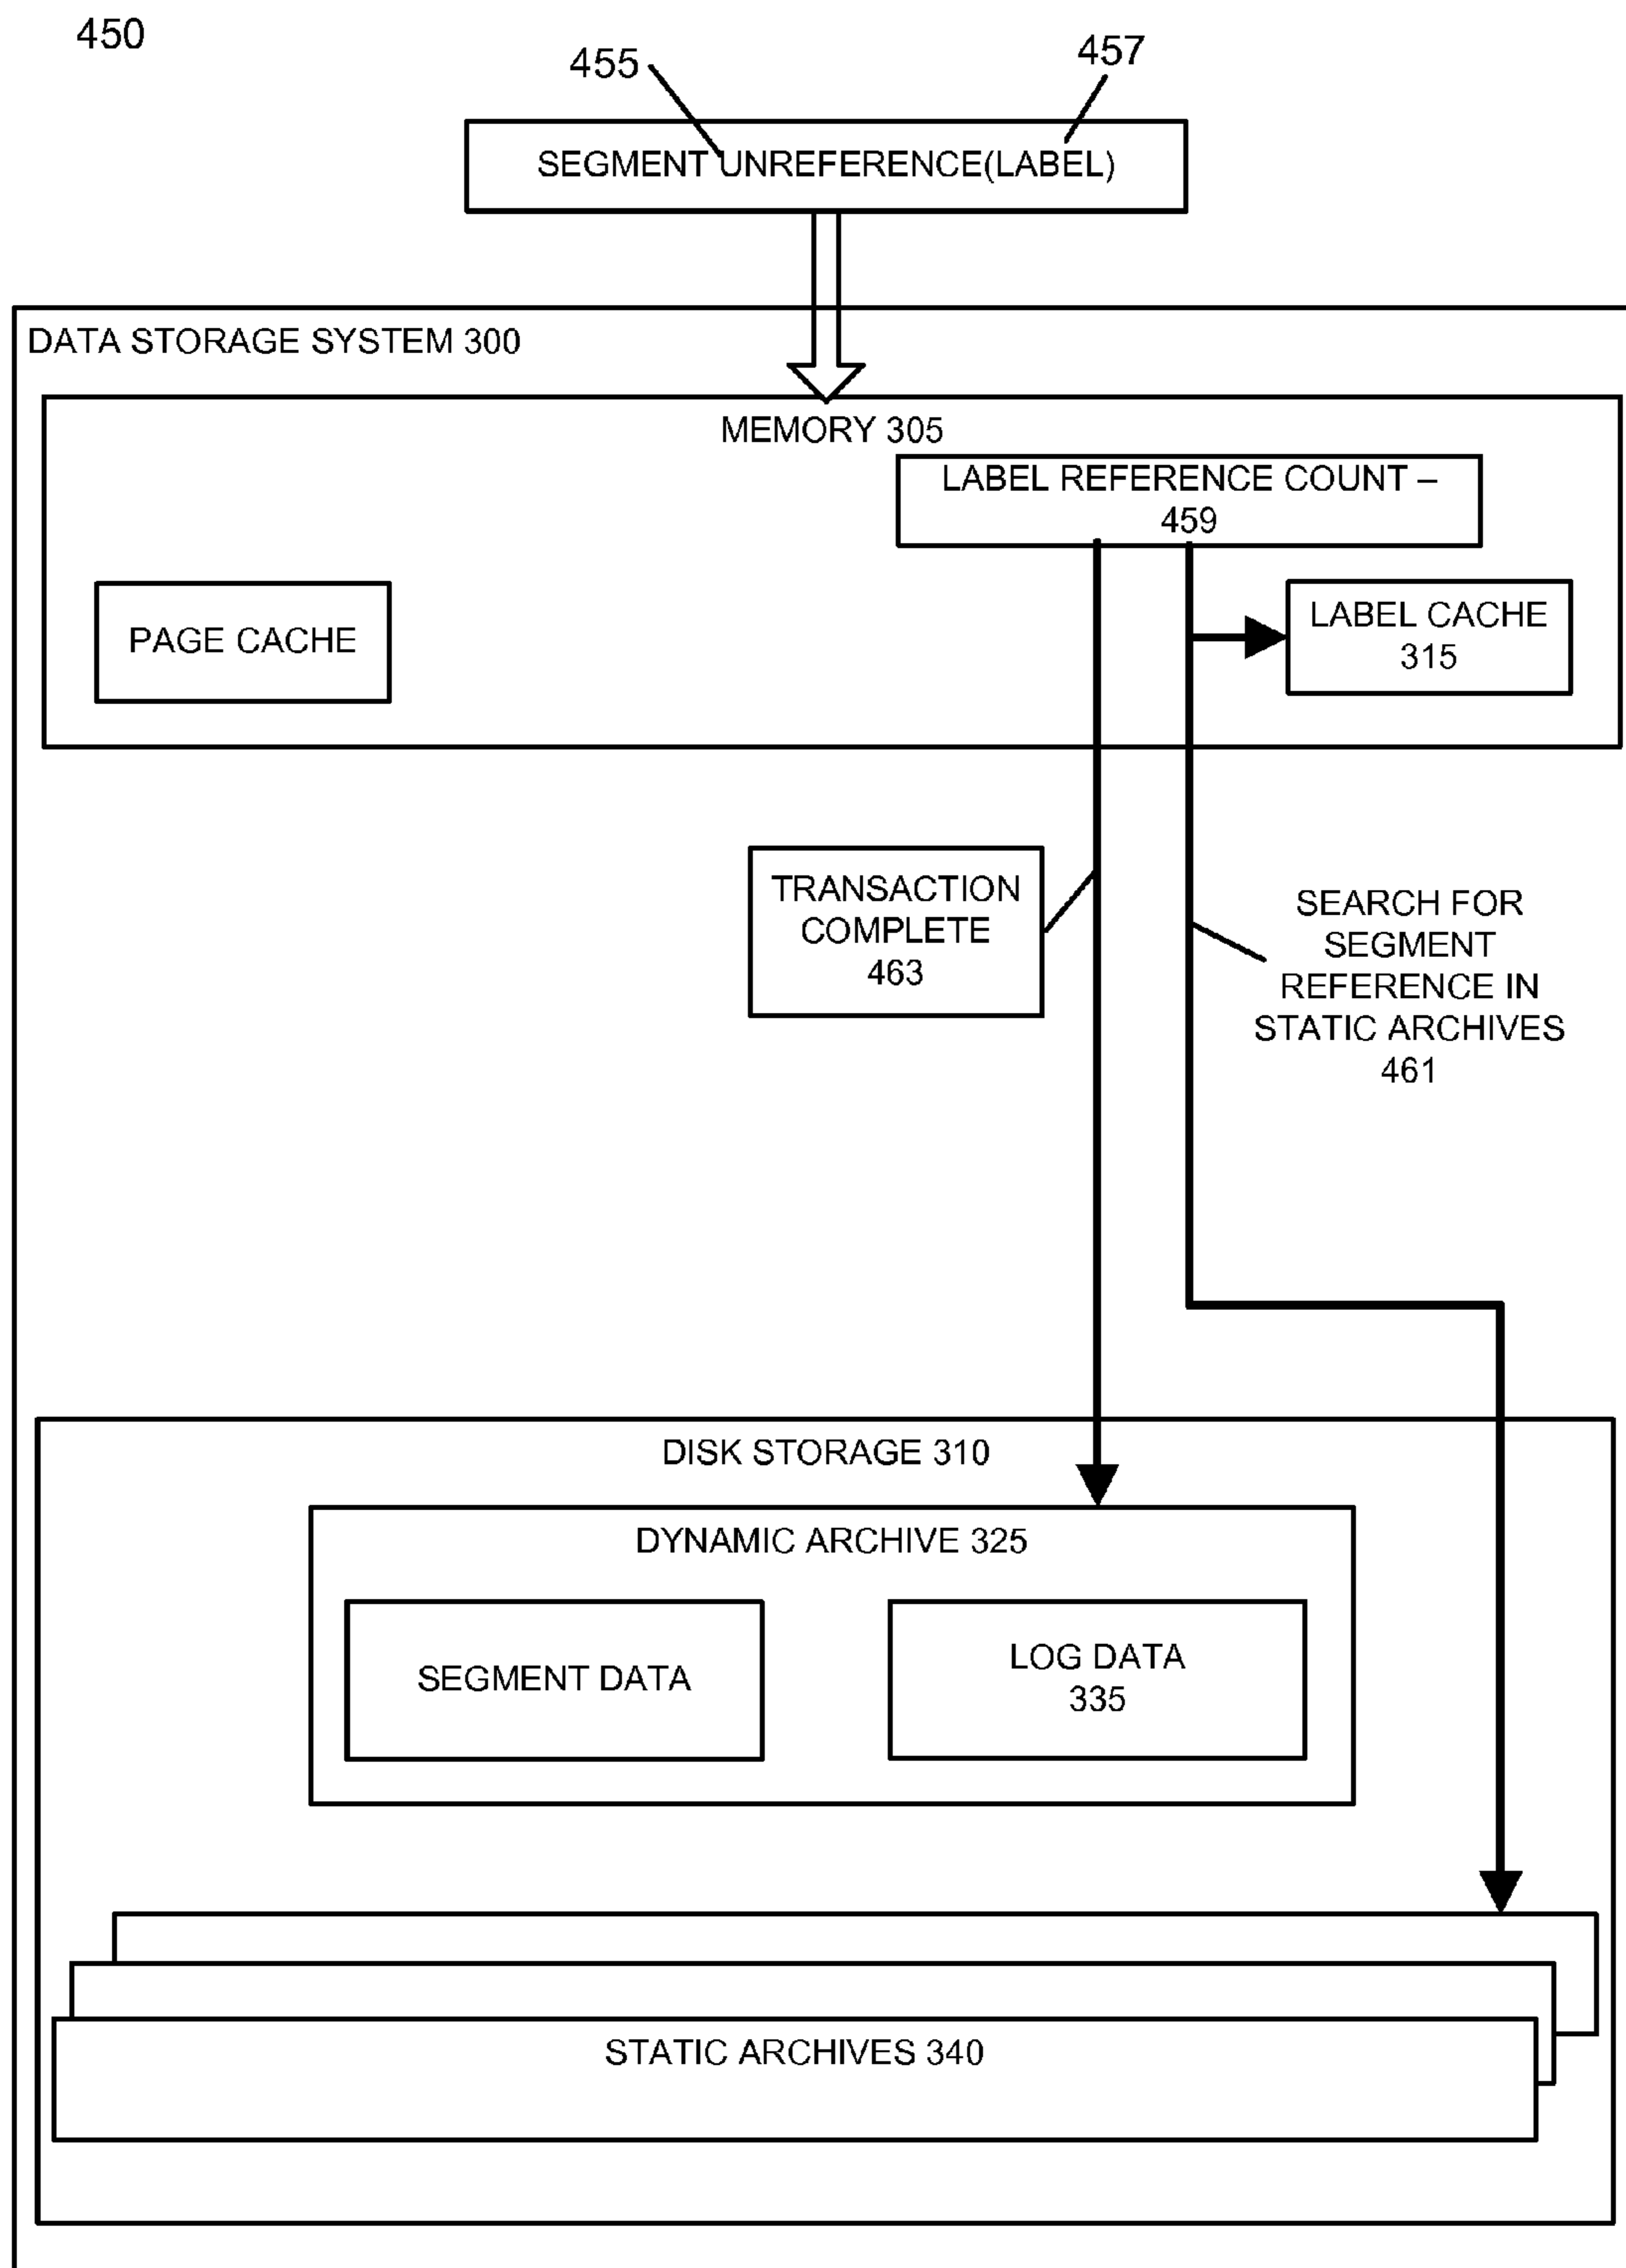 450
455
457
SEGMENT UNREFERENCE(LABEL)
DATA STORAGE SYSTEM 300
MEMORY 305
LABEL REFERENCE COUNT –
459
PAGE CACHE
LABEL CACHE
315
TRANSACTION
COMPLETE
463
SEARCH FOR
SEGMENT
REFERENCE IN
STATIC ARCHIVES
461
DISK STORAGE 310
DYNAMIC ARCHIVE 325
SEGMENT DATA
LOG DATA
335
STATIC ARCHIVES 340